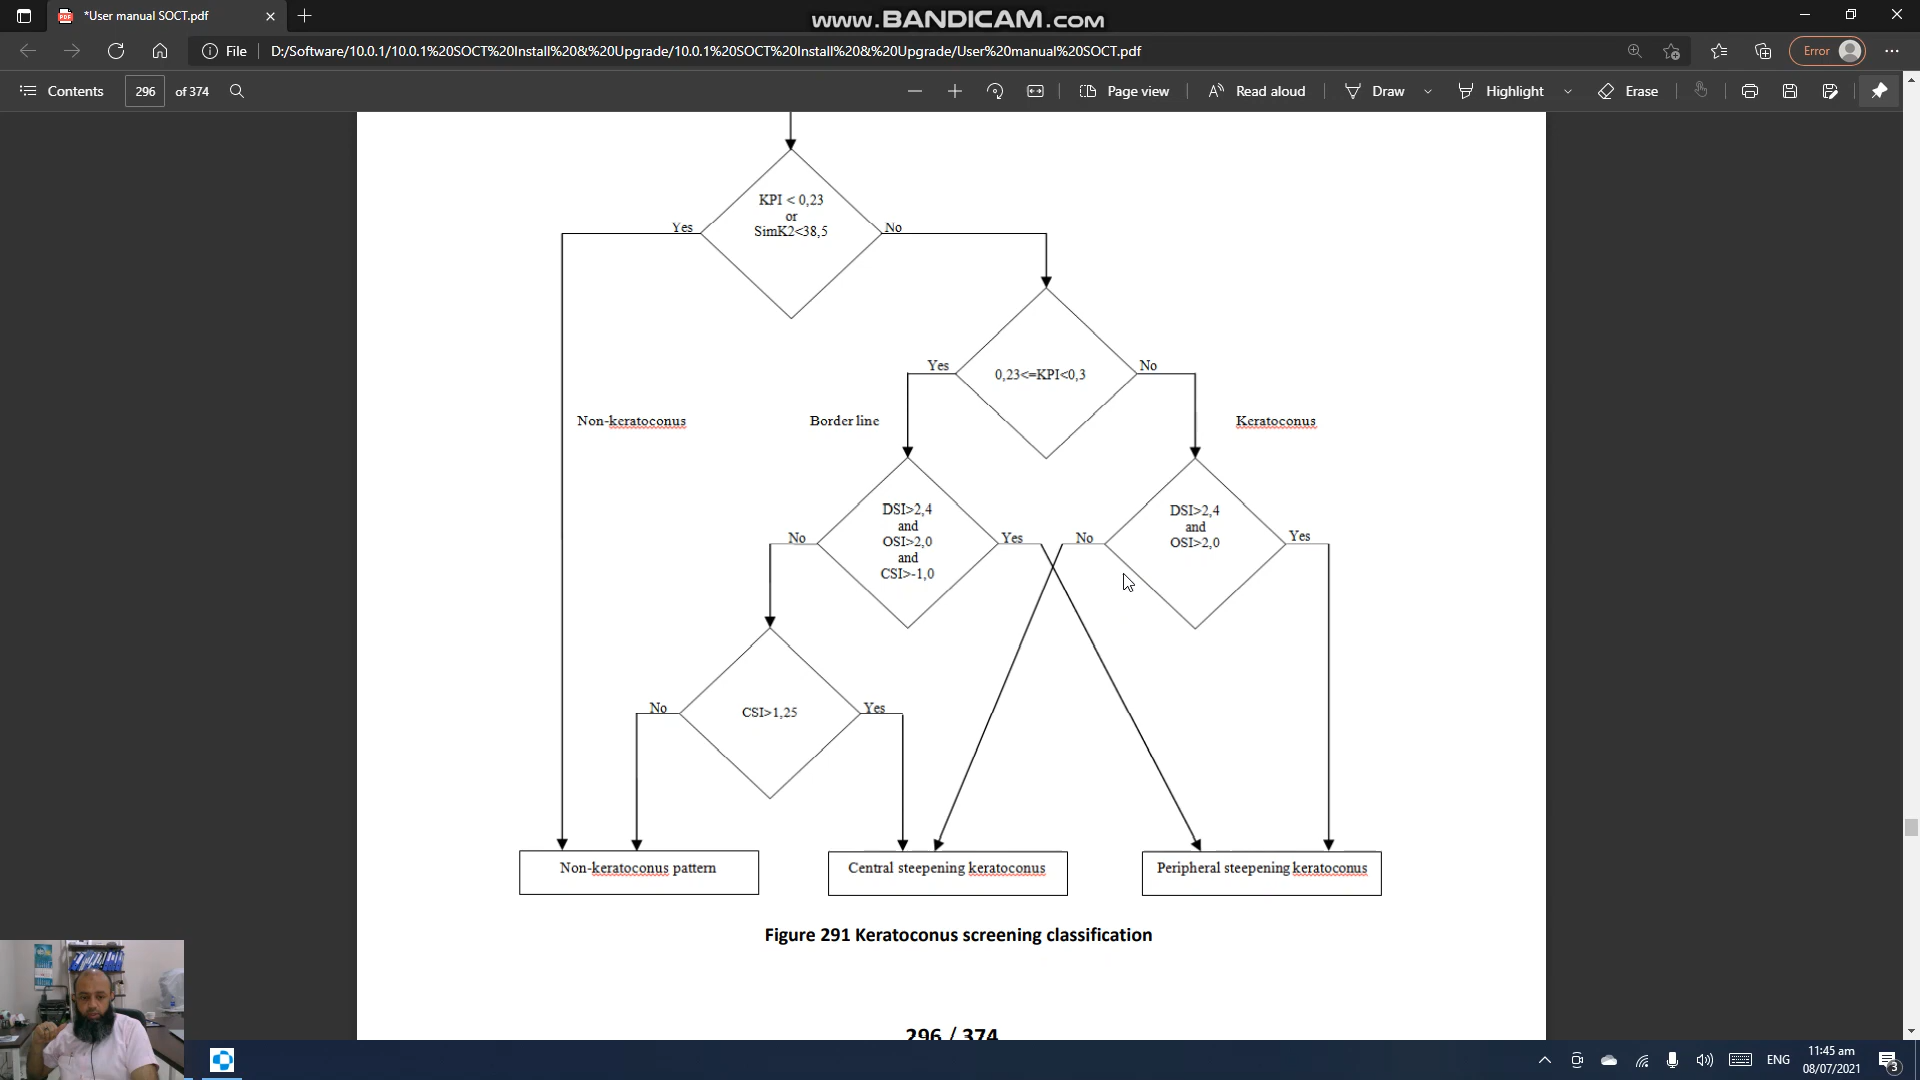 *User manual SOCT.pdf
www.BANDICAM.com
File
D:/Software/10.0.1/10.0.1%20SOCT%20Install%20&%20Upgrade/10.0.1%20SOCT%20Install%20&%20Upgrade/User%20manual%20SOCT.pdf
Error
Contents
296
of 374
Page view
Read aloud
Draw
Highlight
Erase
KPI < 0,23
or
SimK2<38,5
Yes
No
0,23<=KPI<0,3
Yes
No
Non-keratoconus
Border line
Keratoconus
DSI>2,4
and
OSI>2,0
and
CSI>-1,0
No
Yes
DSI>2,4
and
OSI>2,0
No
Yes
CSI>1,25
No
Yes
Non-keratoconus pattern
Central steepening keratoconus
Peripheral steepening keratoconus
Figure 291 Keratoconus screening classification
296 / 374
ENG
11:45 am
08/07/2021
3